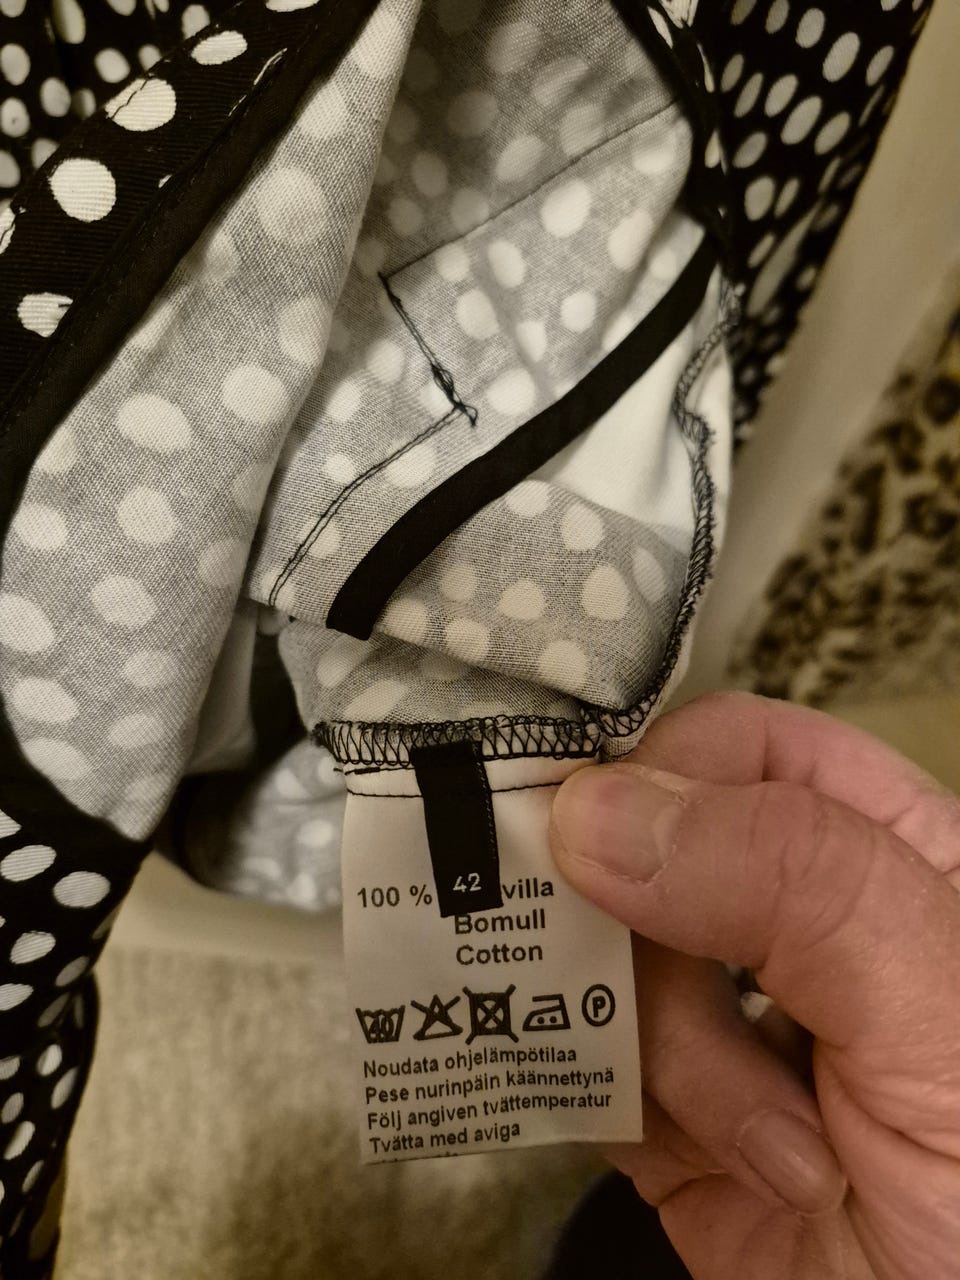 42
100 % villa
Bomull
Cotton
40 P
Noudata ohjelämpötilaa
Pese nurinpäin käännettynä
Följ angiven tvättemperatur
Tvätta med aviga